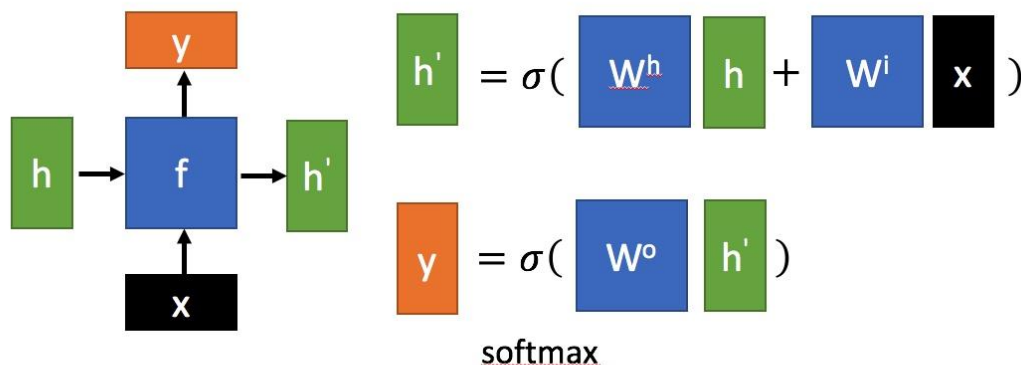 y
h
f
h'
x
h' = σ( Wʰ h + Wⁱ x )
y = σ( Wᵒ h' )
softmax